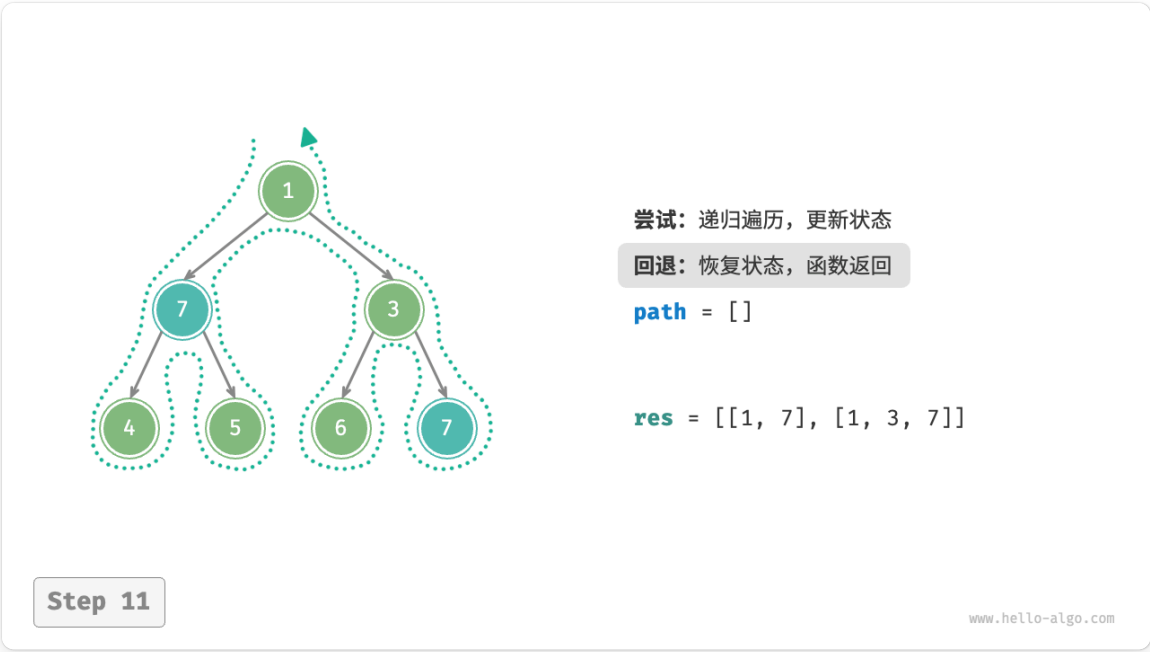 1
7
3
4
5
6
7
尝试：递归遍历，更新状态
回退：恢复状态，函数返回
path = []
res = [[1, 7], [1, 3, 7]]
Step 11
www.hello-algo.com